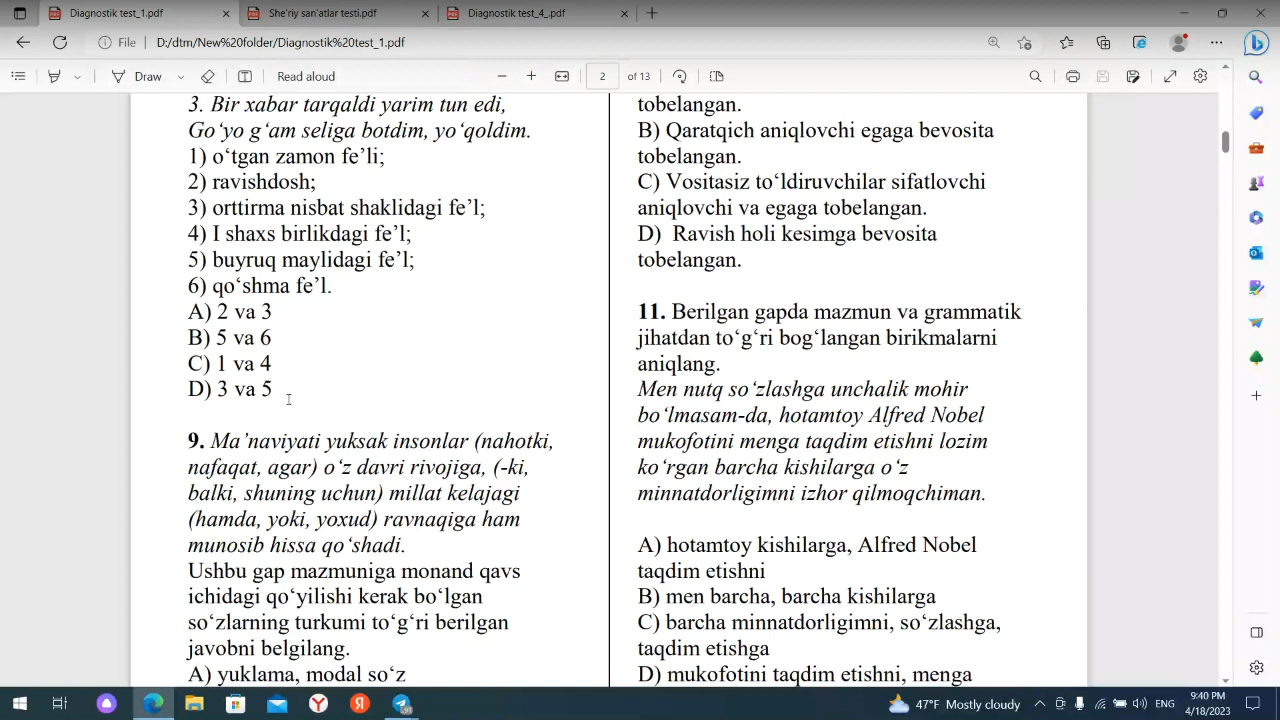 Diagnostik test_1.pdf
She'riy san'atlar testi.pdf
Diagnostik test_4_.pdf
File
D:/dtm/New%20folder/Diagnostik%20test_1.pdf
Draw
Read aloud
2
of 13
3. Bir xabar tarqaldi yarim tun edi,
Go‘yo g‘am seliga botdim, yo‘qoldim.
1) o‘tgan zamon fe’li;
2) ravishdosh;
3) orttirma nisbat shaklidagi fe’l;
4) I shaxs birlikdagi fe’l;
5) buyruq maylidagi fe’l;
6) qo‘shma fe’l.
A) 2 va 3
B) 5 va 6
C) 1 va 4
D) 3 va 5
9. Ma’naviyati yuksak insonlar (nahotki,
nafaqat, agar) o‘z davri rivojiga, (-ki,
balki, shuning uchun) millat kelajagi
(hamda, yoki, yoxud) ravnaqiga ham
munosib hissa qo‘shadi.
Ushbu gap mazmuniga monand qavs
ichidagi qo‘yilishi kerak bo‘lgan
so‘zlarning turkumi to‘g‘ri berilgan
javobni belgilang.
A) yuklama, modal so‘z
tobelangan.
B) Qaratqich aniqlovchi egaga bevosita
tobelangan.
C) Vositasiz to‘ldiruvchilar sifatlovchi
aniqlovchi va egaga tobelangan.
D) Ravish holi kesimga bevosita
tobelangan.
11. Berilgan gapda mazmun va grammatik
jihatdan to‘g‘ri bog‘langan birikmalarni
aniqlang.
Men nutq so‘zlashga unchalik mohir
bo‘lmasam-da, hotamtoy Alfred Nobel
mukofotini menga taqdim etishni lozim
ko‘rgan barcha kishilarga o‘z
minnatdorligimni izhor qilmoqchiman.
A) hotamtoy kishilarga, Alfred Nobel
taqdim etishni
B) men barcha, barcha kishilarga
C) barcha minnatdorligimni, so‘zlashga,
taqdim etishga
D) mukofotini taqdim etishni, menga
47°F Mostly cloudy
ENG
9:40 PM
4/18/2023